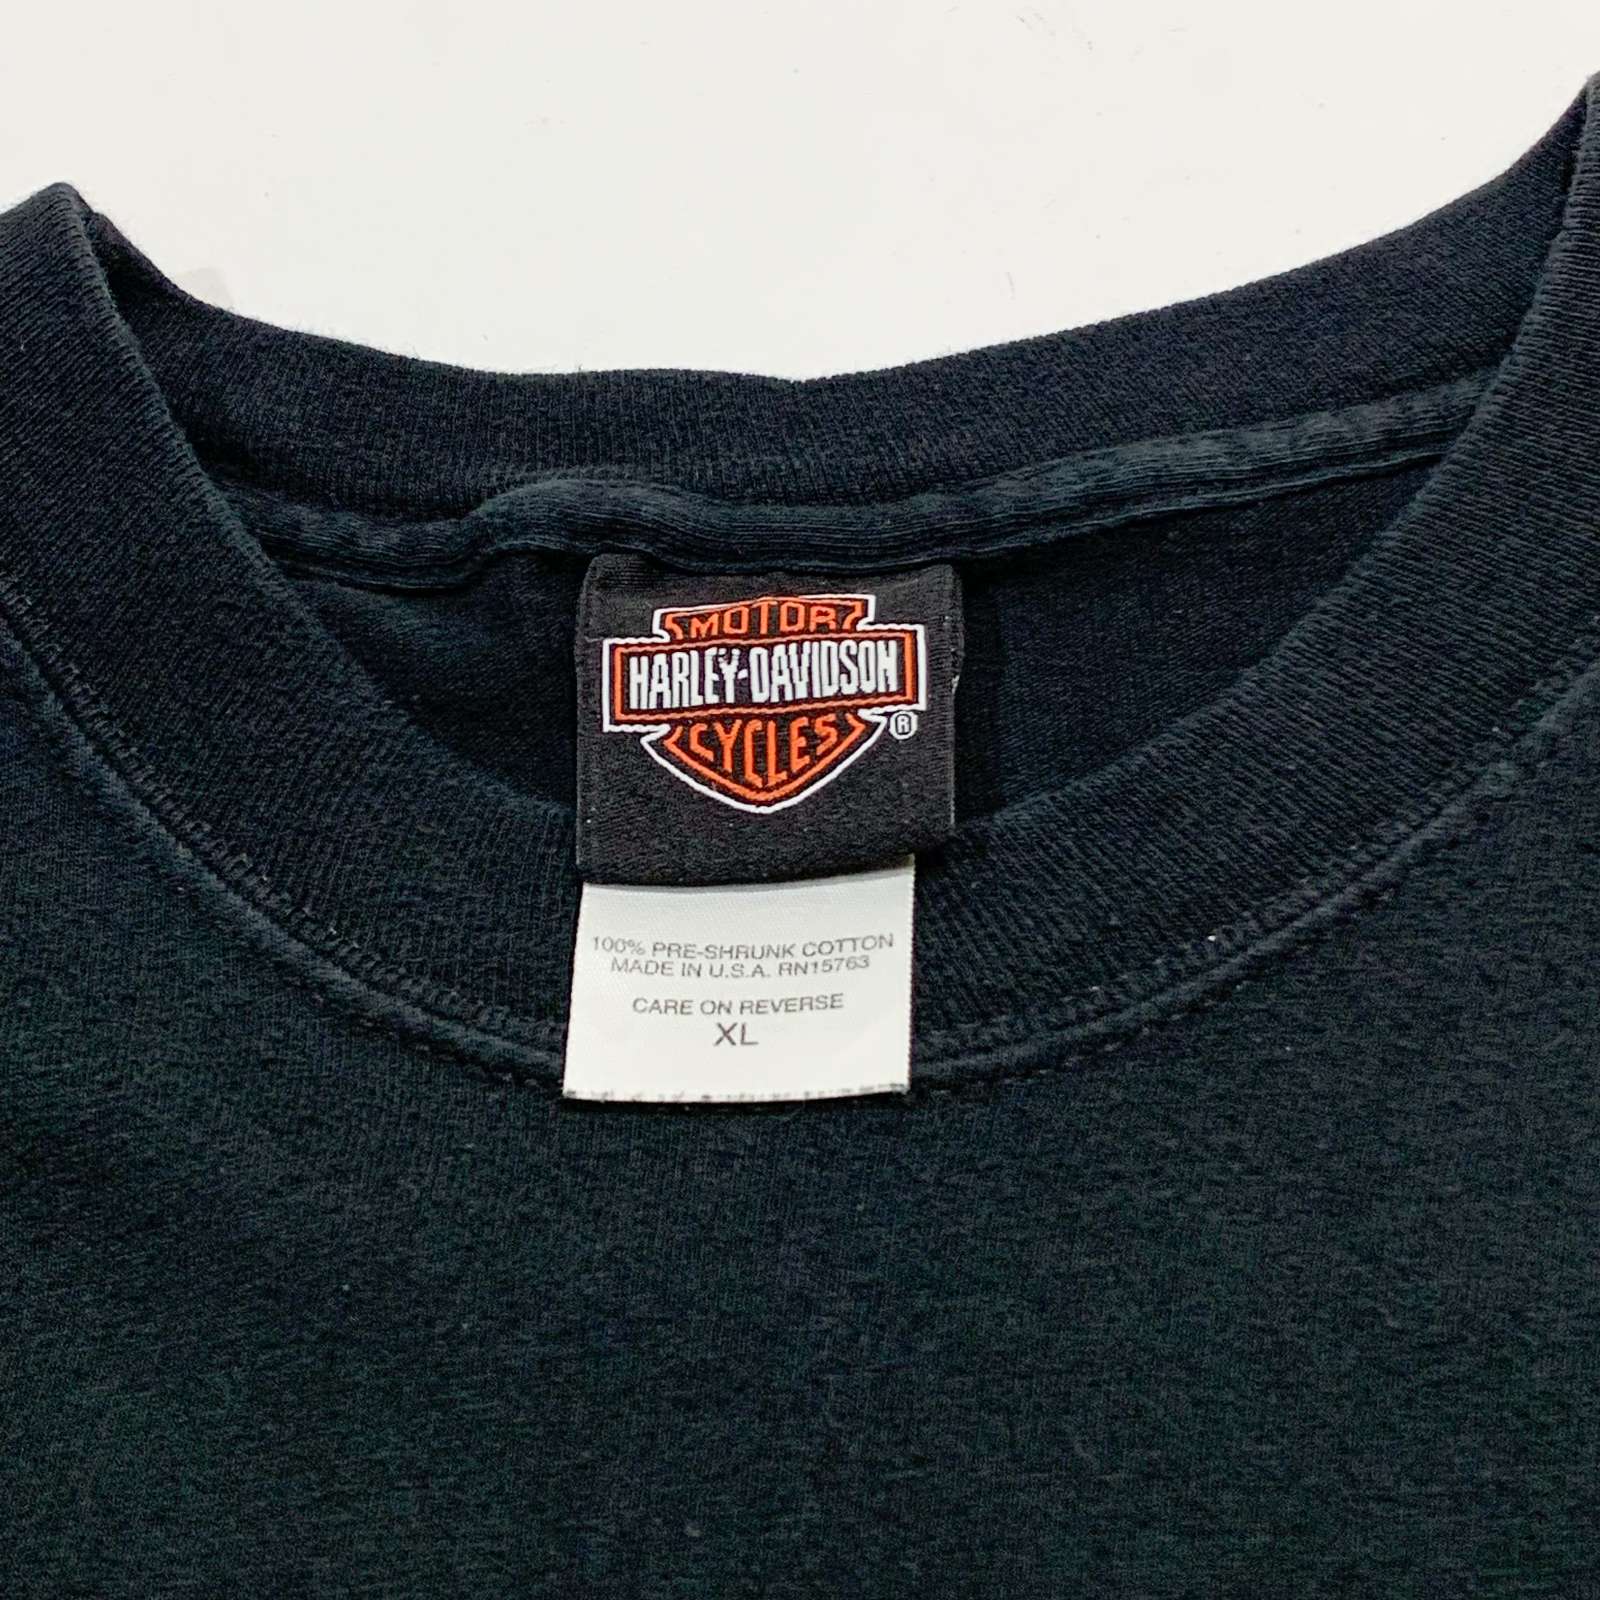 MOTOR
HARLEY-DAVIDSON
CYCLES ®
100% PRE-SHRUNK COTTON
MADE IN U.S.A. RN15763
CARE ON REVERSE
XL